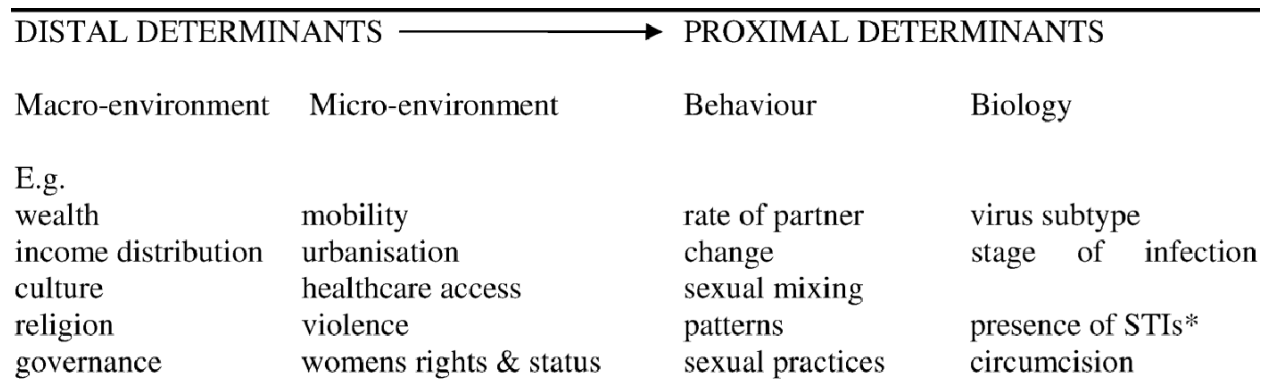 DISTAL DETERMINANTS PROXIMAL DETERMINANTS
Macro-environment Micro-environment Behaviour Biology
E.g.
wealth mobility rate of partner virus subtype
income distribution urbanisation change stage of infection
culture healthcare access sexual mixing
religion violence patterns presence of STIs*
governance womens rights & status sexual practices circumcision